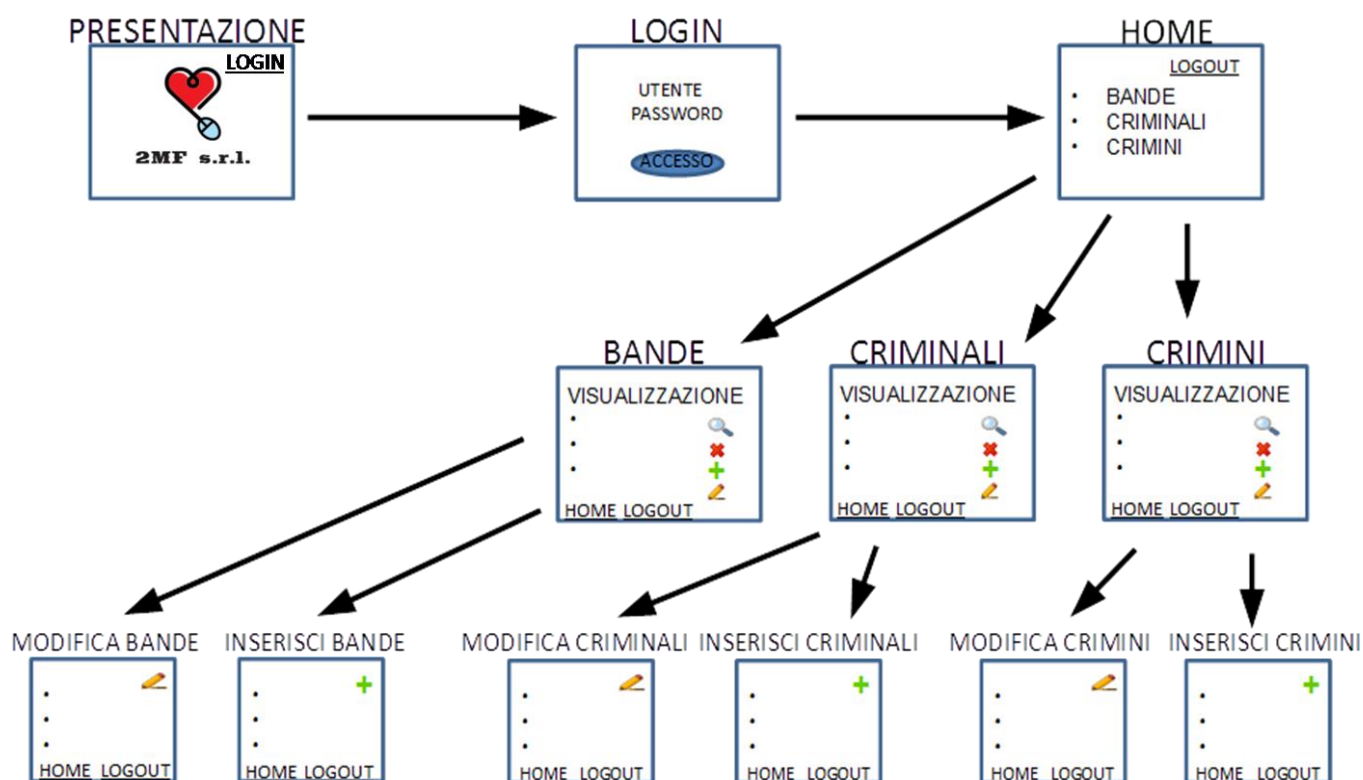 PRESENTAZIONE
LOGIN
2MF s.r.l.
LOGIN
UTENTE
PASSWORD
ACCESSO
HOME
LOGOUT
• BANDE
• CRIMINALI
• CRIMINI
BANDE
VISUALIZZAZIONE
HOME LOGOUT
CRIMINALI
VISUALIZZAZIONE
HOME LOGOUT
CRIMINI
VISUALIZZAZIONE
HOME LOGOUT
MODIFICA BANDE
HOME LOGOUT
INSERISCI BANDE
HOME LOGOUT
MODIFICA CRIMINALI
HOME LOGOUT
INSERISCI CRIMINALI
HOME LOGOUT
MODIFICA CRIMINI
HOME LOGOUT
INSERISCI CRIMINI
HOME LOGOUT